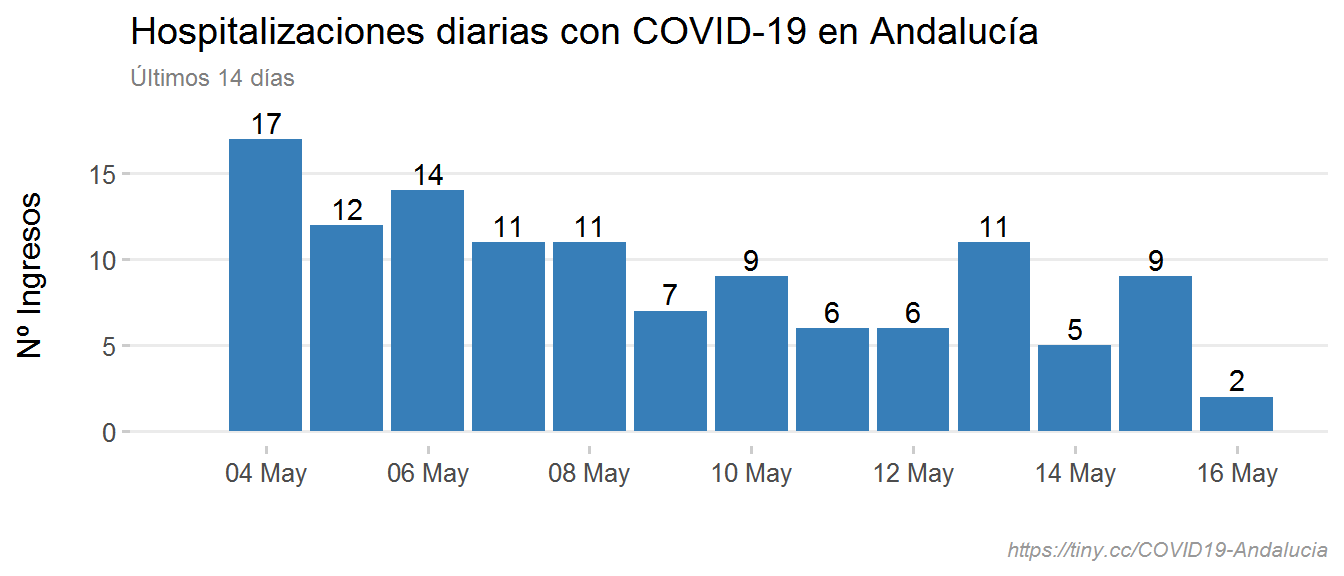 Hospitalizaciones diarias con COVID-19 en Andalucía
Últimos 14 días
Nº Ingresos
15
10
5
0
17
12
14
11
11
7
9
6
6
11
5
9
2
04 May
06 May
08 May
10 May
12 May
14 May
16 May
https://tiny.cc/COVID19-Andalucia